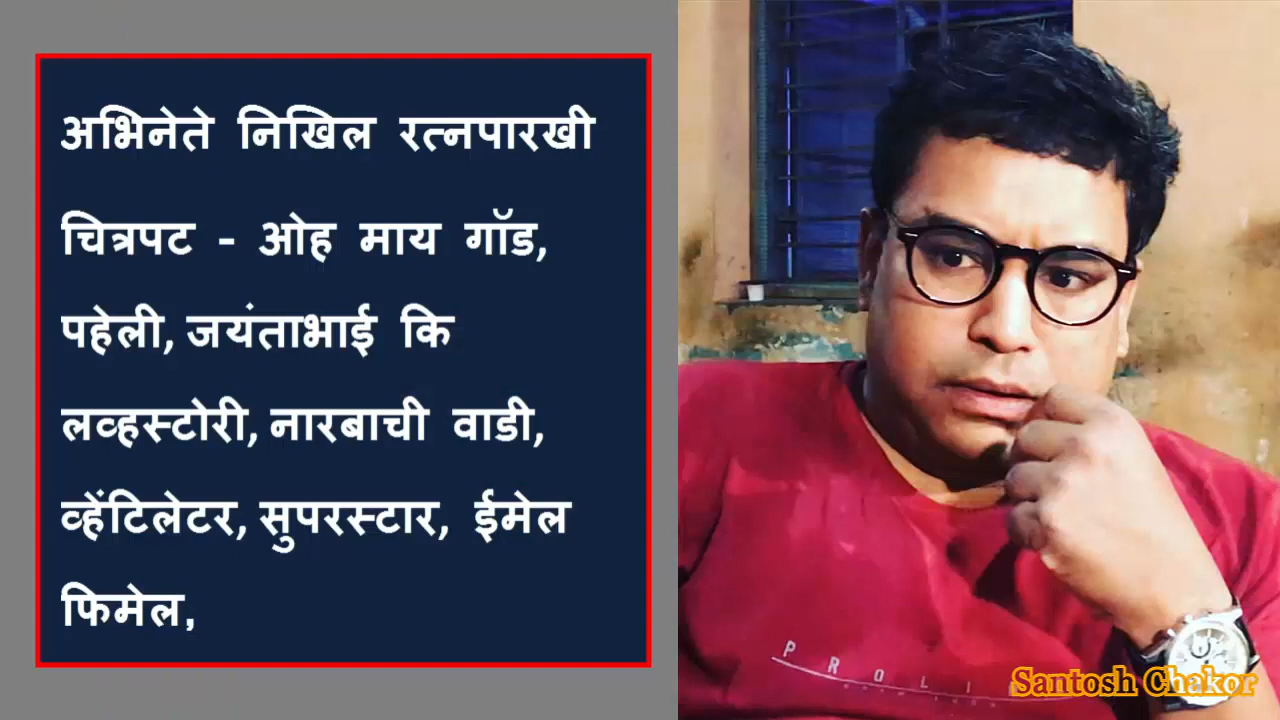 अभिनेते निखिल रत्नपारखी
चित्रपट - ओह माय गॉड,
पहेली, जयंताभाई कि
लव्हस्टोरी, नारबाची वाडी,
व्हेंटिलेटर, सुपरस्टार, ईमेल
फिमेल,
P R O L I
Santosh Chakor